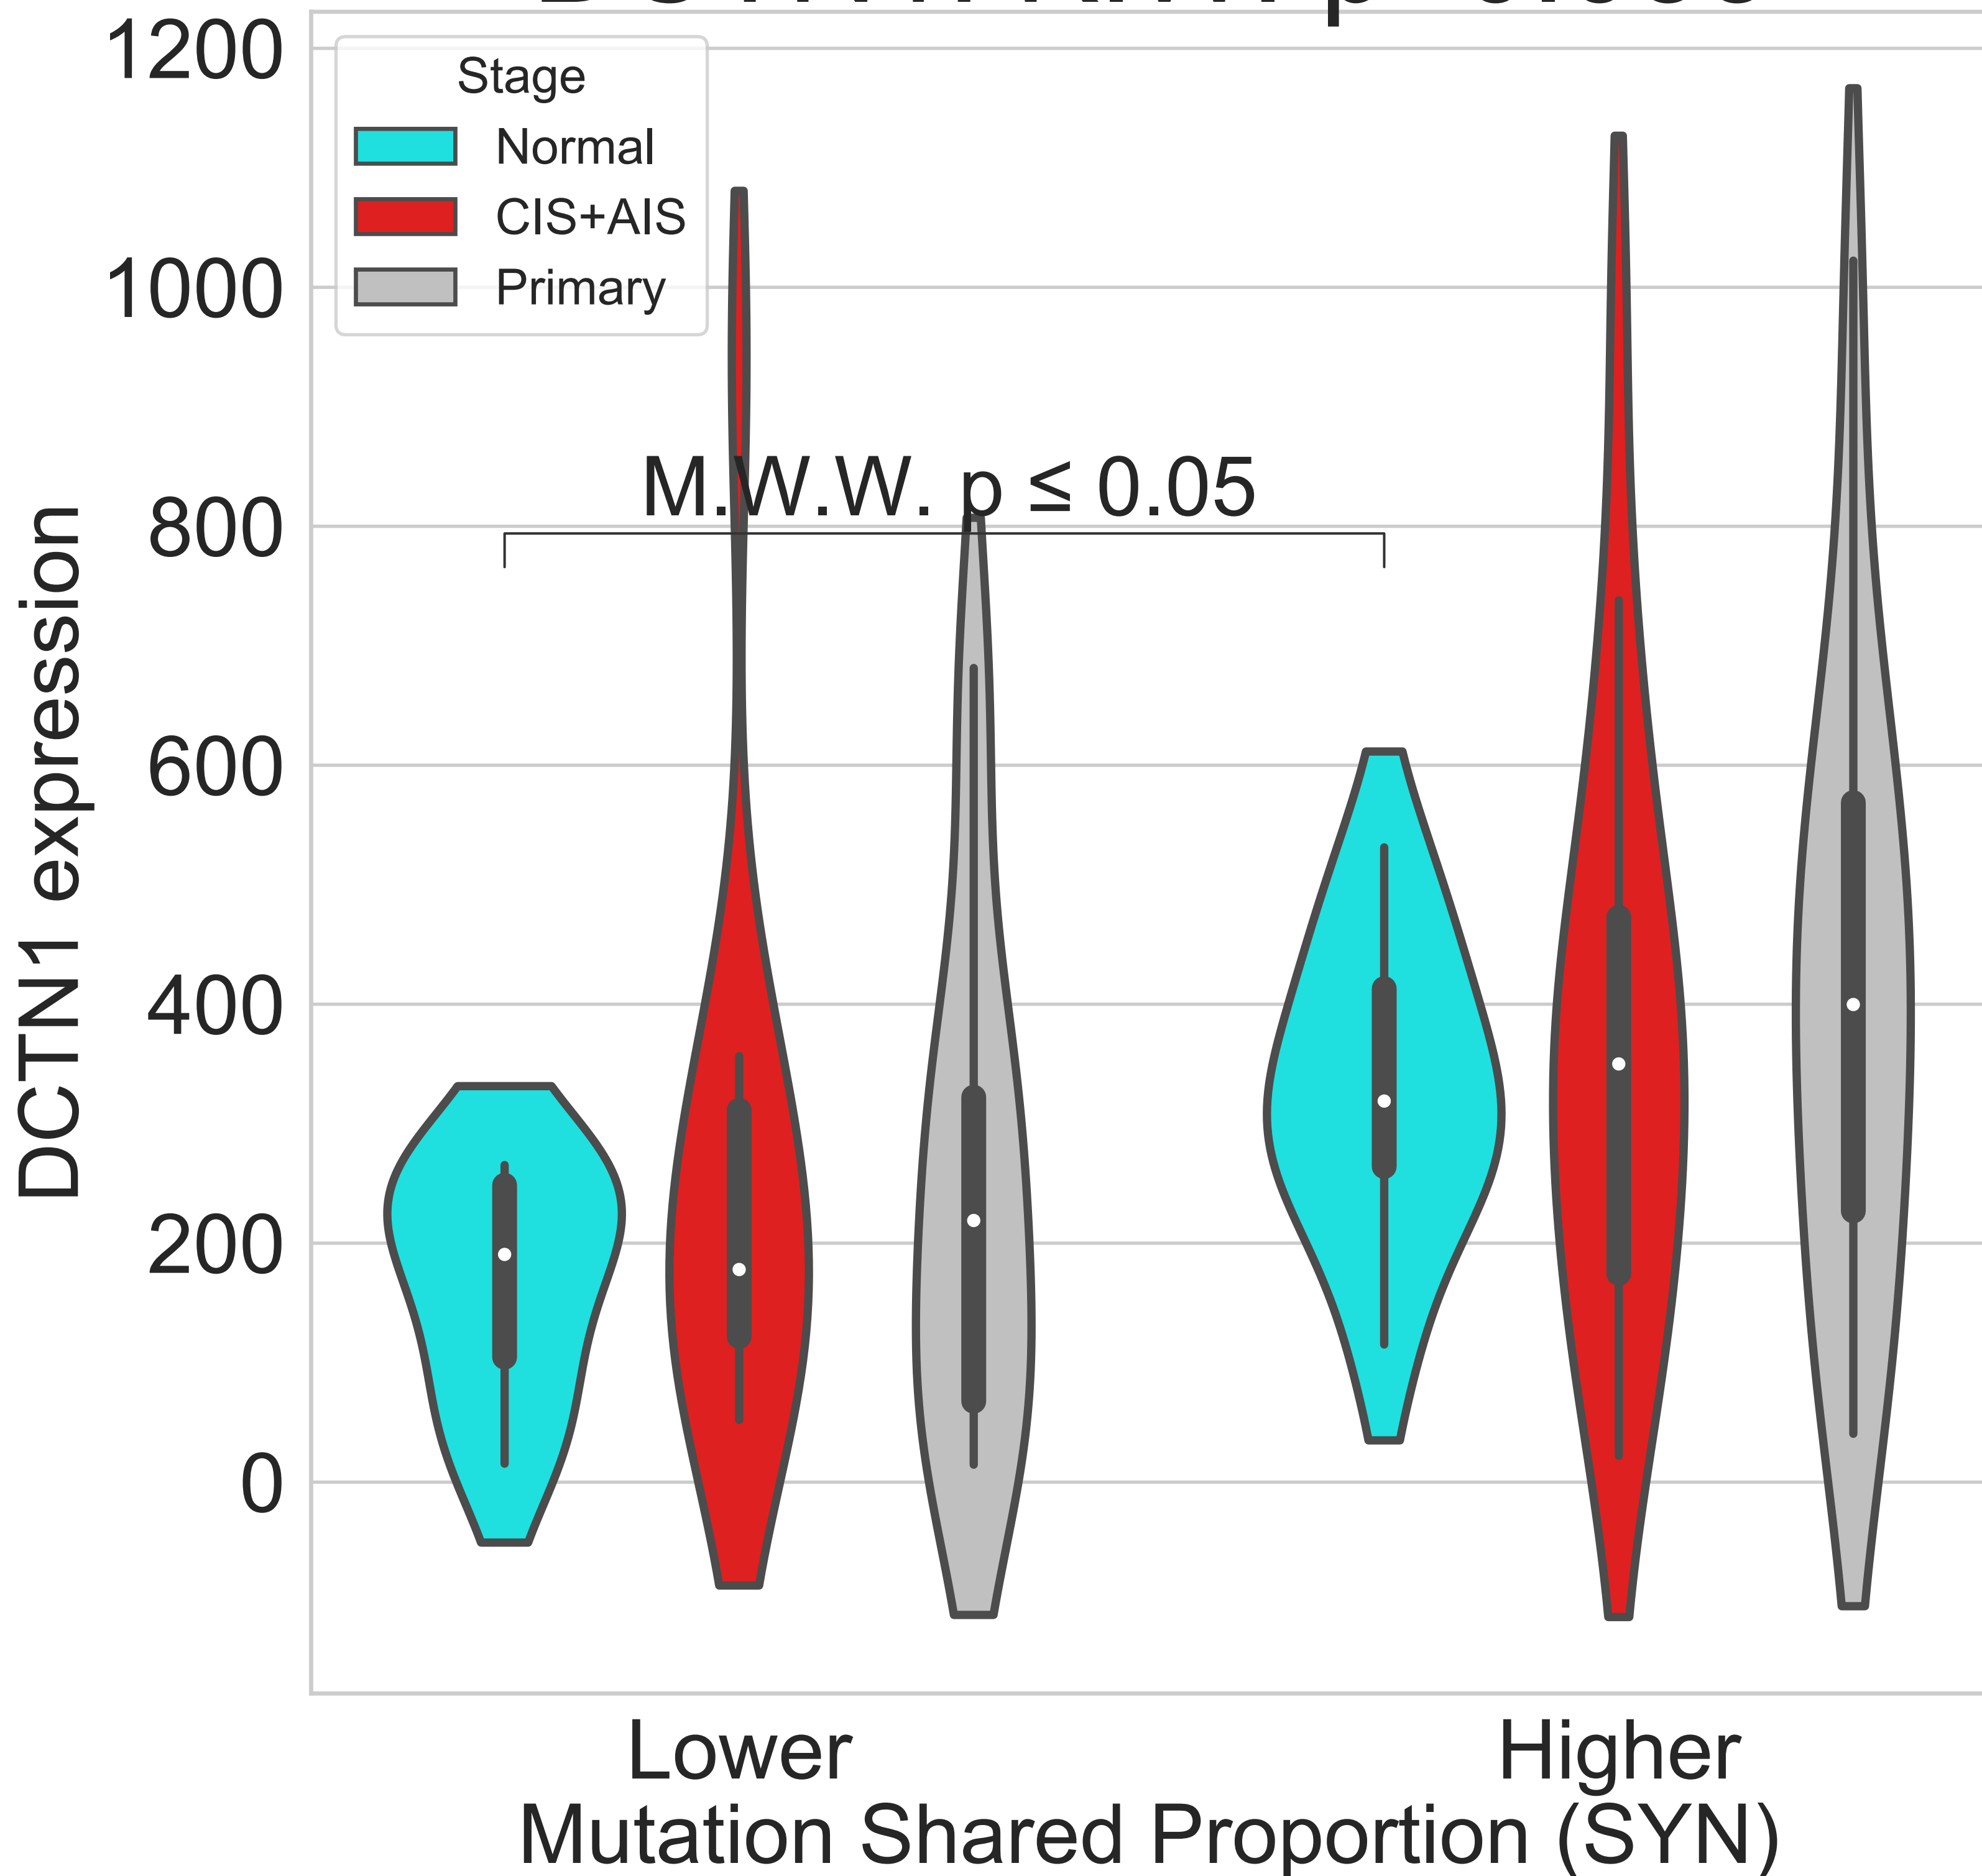 1200
1000
800
600
400
200
0
DCTN1 expression
Stage
Normal
CIS+AIS
Primary
M.W.W. p ≤ 0.05
Lower
Higher
Mutation Shared Proportion (SYN)